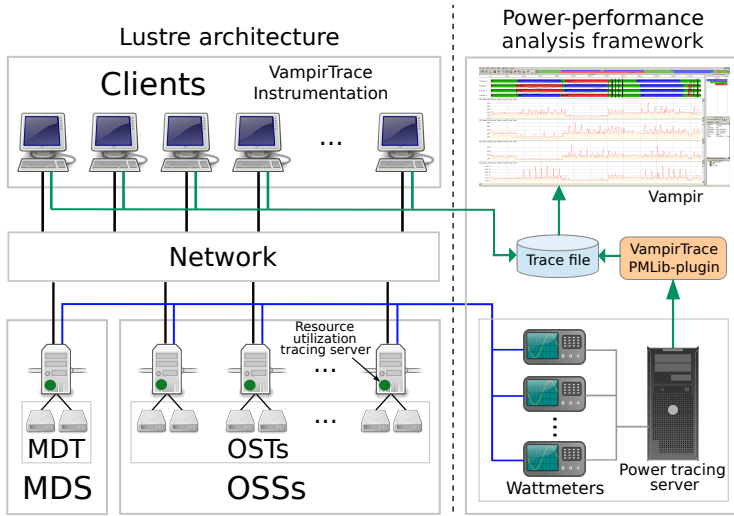 Lustre architecture
Power-performance
analysis framework
Clients
VampirTrace
Instrumentation
...
Vampir
Network
Trace file
VampirTrace
PMLib-plugin
Resource
utilization
tracing server
...
...
...
MDT
OSTs
MDS
OSSs
Wattmeters
Power tracing
server